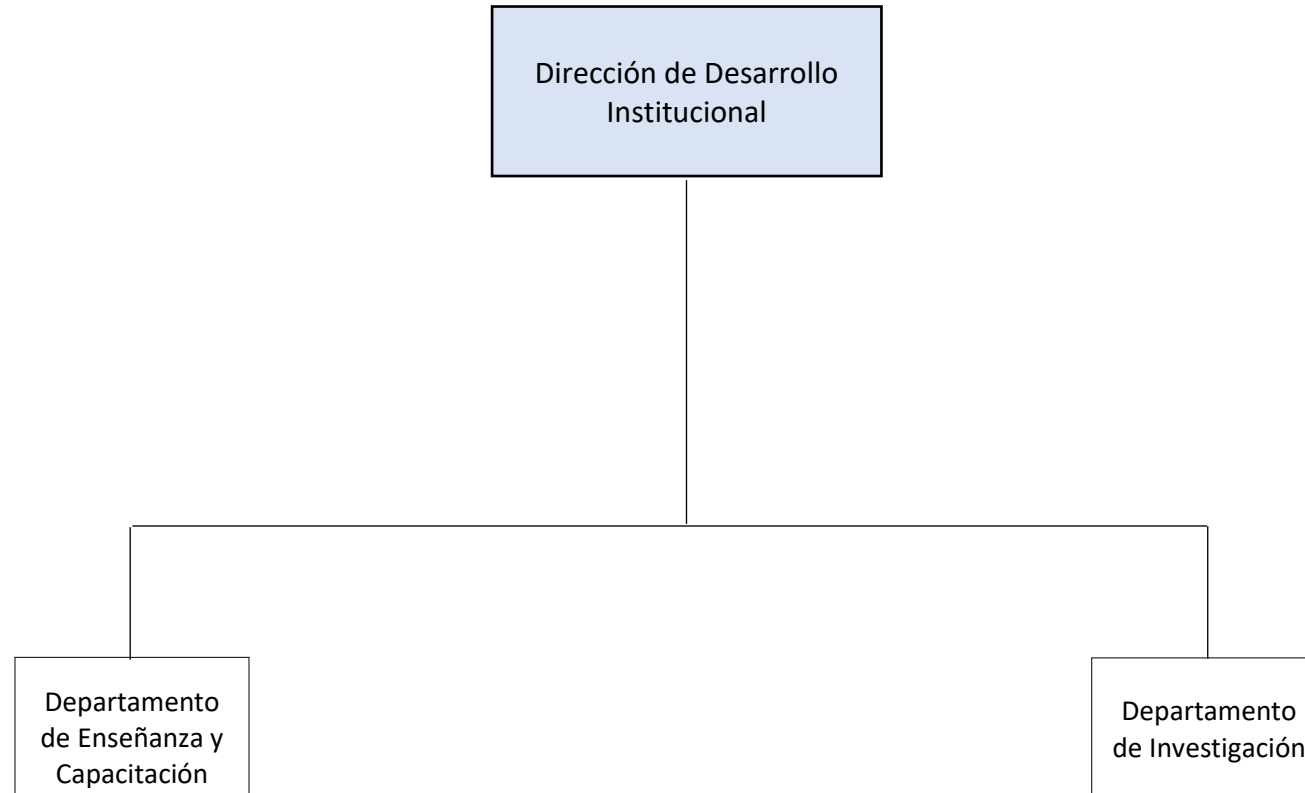 Dirección de Desarrollo
Institucional
Departamento
de Enseñanza y
Capacitación
Departamento
de Investigación